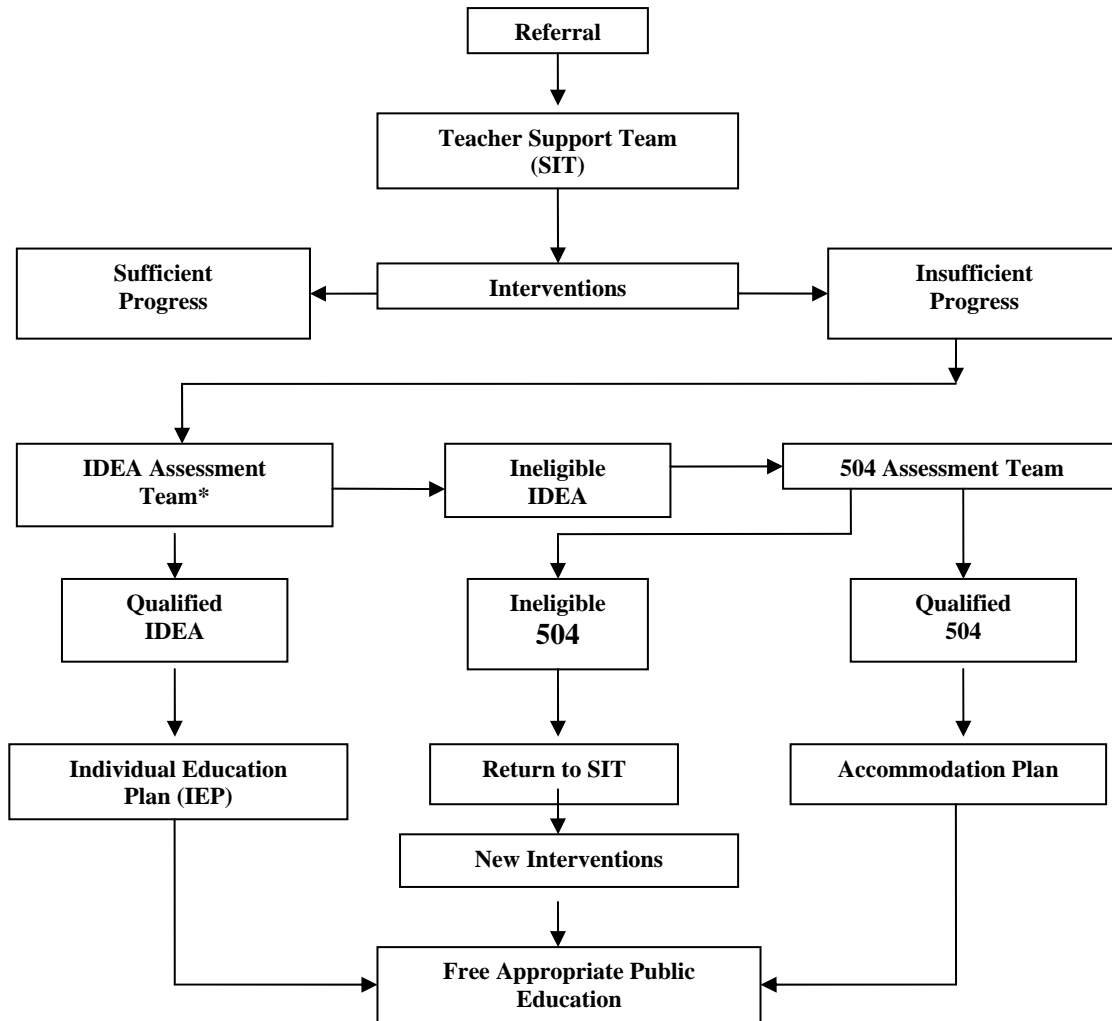 Referral
Teacher Support Team
(SIT)
Sufficient
Progress
Interventions
Insufficient
Progress
IDEA Assessment
Team*
Ineligible
IDEA
504 Assessment Team
Qualified
IDEA
Ineligible
504
Qualified
504
Individual Education
Plan (IEP)
Return to SIT
Accommodation Plan
New Interventions
Free Appropriate Public
Education